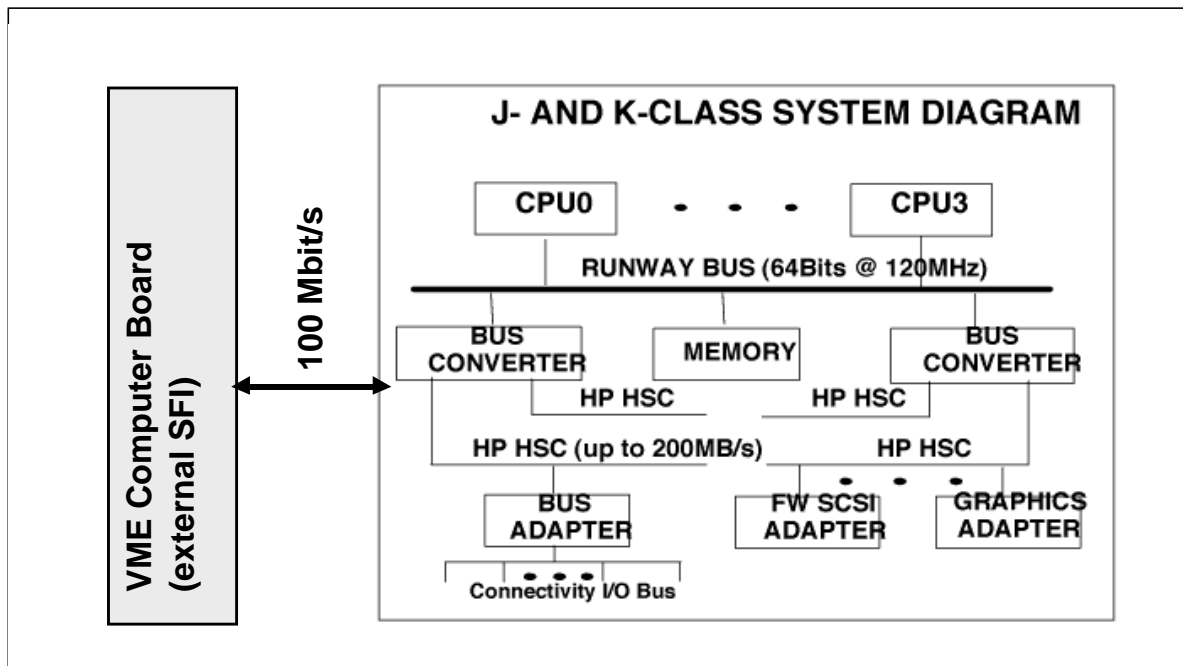 VME Computer Board
(external SFI)
100 Mbit/s
J- AND K-CLASS SYSTEM DIAGRAM
CPU0
CPU3
RUNWAY BUS (64Bits @ 120MHz)
BUS
CONVERTER
MEMORY
BUS
CONVERTER
HP HSC
HP HSC
HP HSC (up to 200MB/s)
HP HSC
BUS
ADAPTER
FW SCSI
ADAPTER
GRAPHICS
ADAPTER
Connectivity I/O Bus